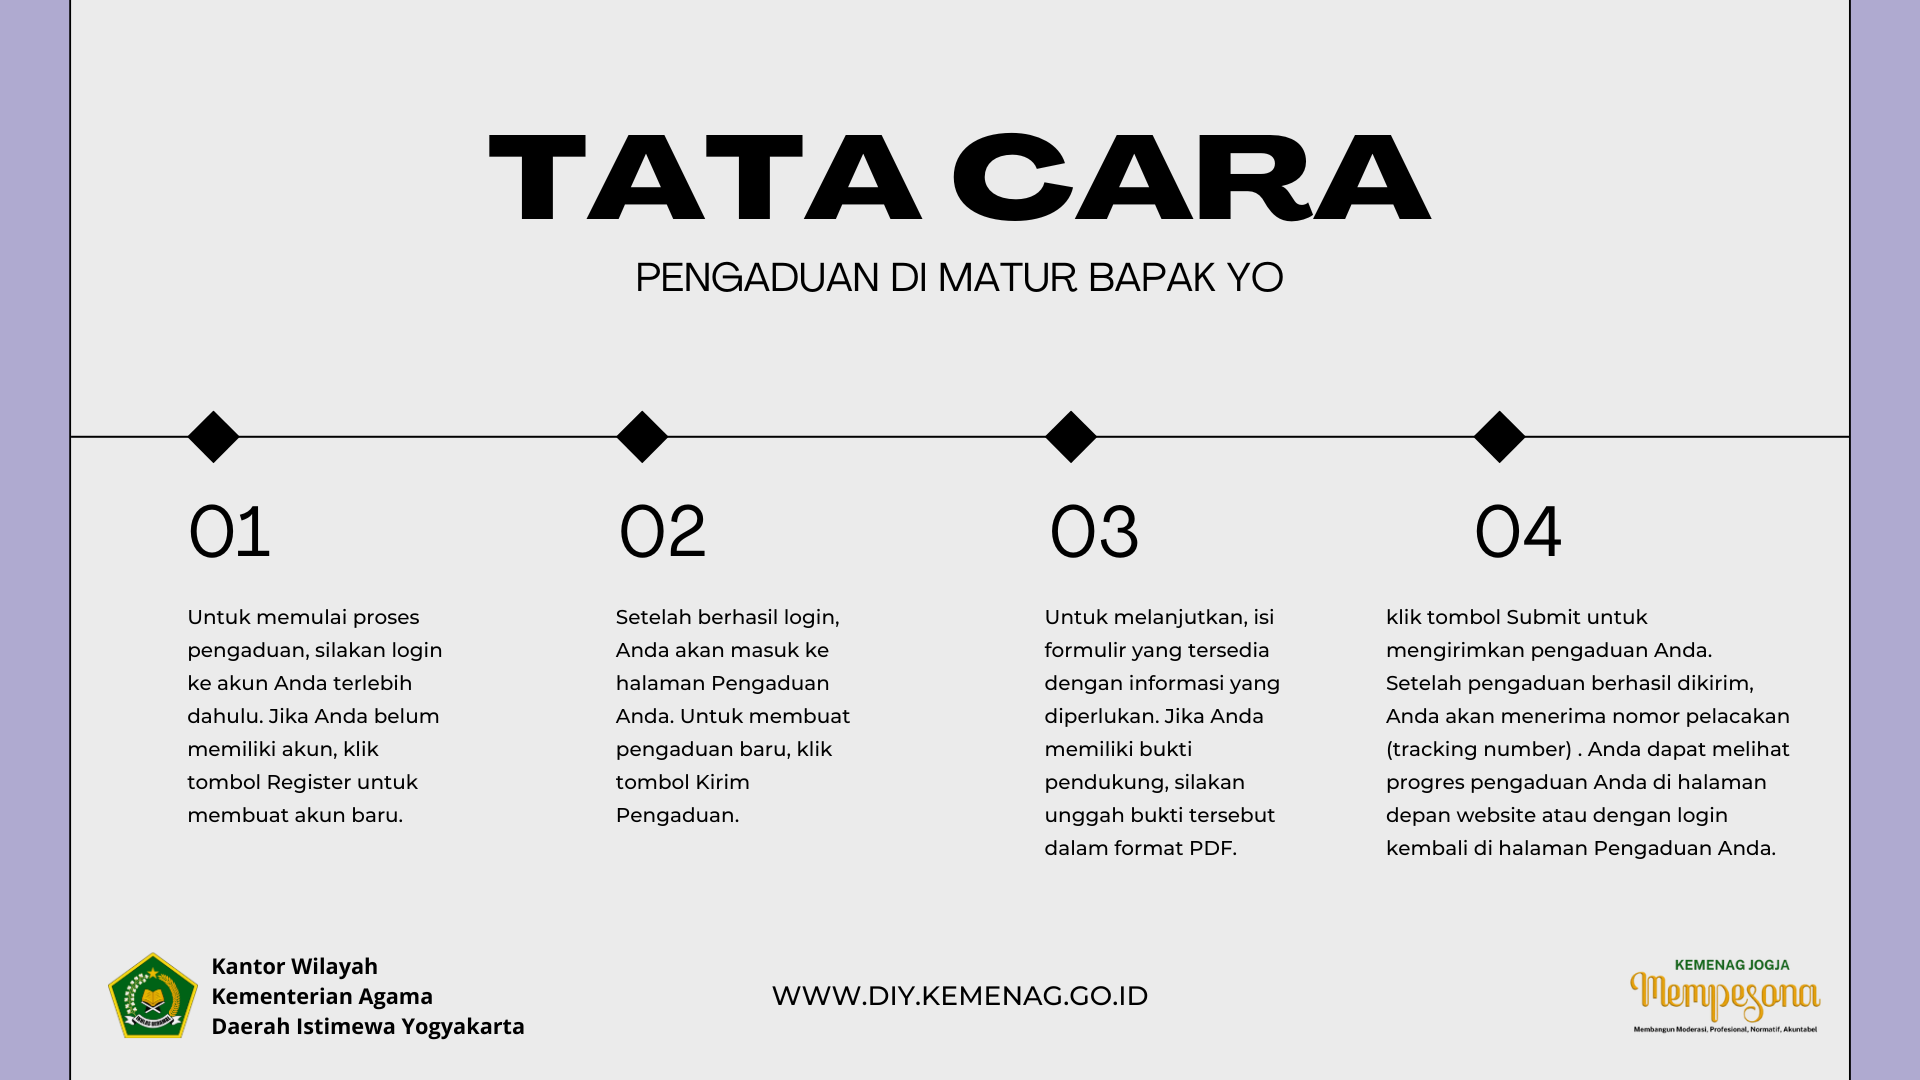 TATA CARA
PENGADUAN DI MATUR BAPAK YO
01
Untuk memulai proses
pengaduan, silakan login
ke akun Anda terlebih
dahulu. Jika Anda belum
memiliki akun, klik
tombol Register untuk
membuat akun baru.
02
Setelah berhasil login,
Anda akan masuk ke
halaman Pengaduan
Anda. Untuk membuat
pengaduan baru, klik
tombol Kirim
Pengaduan.
03
Untuk melanjutkan, isi
formulir yang tersedia
dengan informasi yang
diperlukan. Jika Anda
memiliki bukti
pendukung, silakan
unggah bukti tersebut
dalam format PDF.
04
klik tombol Submit untuk
mengirimkan pengaduan Anda.
Setelah pengaduan berhasil dikirim,
Anda akan menerima nomor pelacakan
(tracking number) . Anda dapat melihat
progres pengaduan Anda di halaman
depan website atau dengan login
kembali di halaman Pengaduan Anda.
Kantor Wilayah
Kementerian Agama
Daerah Istimewa Yogyakarta
WWW.DIY.KEMENAG.GO.ID
KEMENAG JOGJA
Mempesona
Membangun Moderasi, Profesional, Normatif, Akuntabel